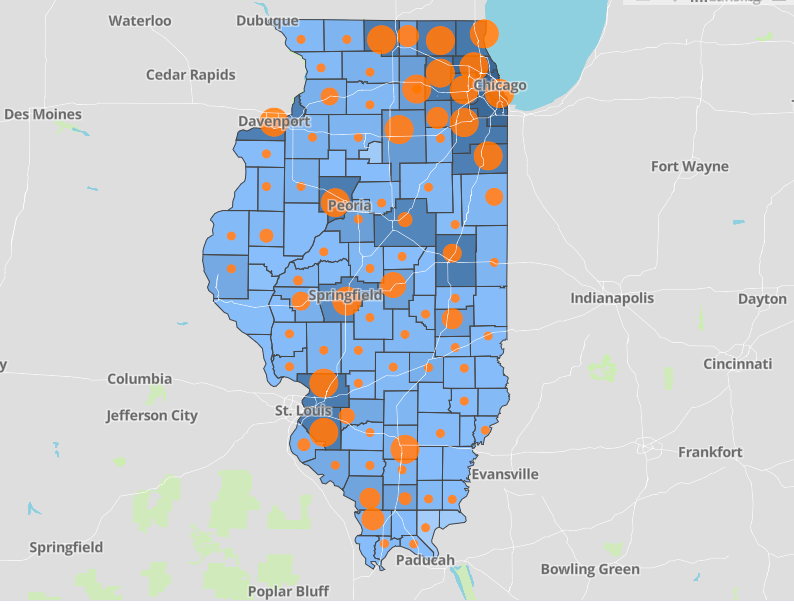 Waterloo
Dubuque
Cedar Rapids
Chicago
Des Moines
Davenport
Fort Wayne
Peoria
Springfield
Indianapolis
Dayton
Cincinnati
Columbia
St. Louis
Jefferson City
Frankfort
Evansville
Springfield
Paducah
Bowling Green
Poplar Bluff